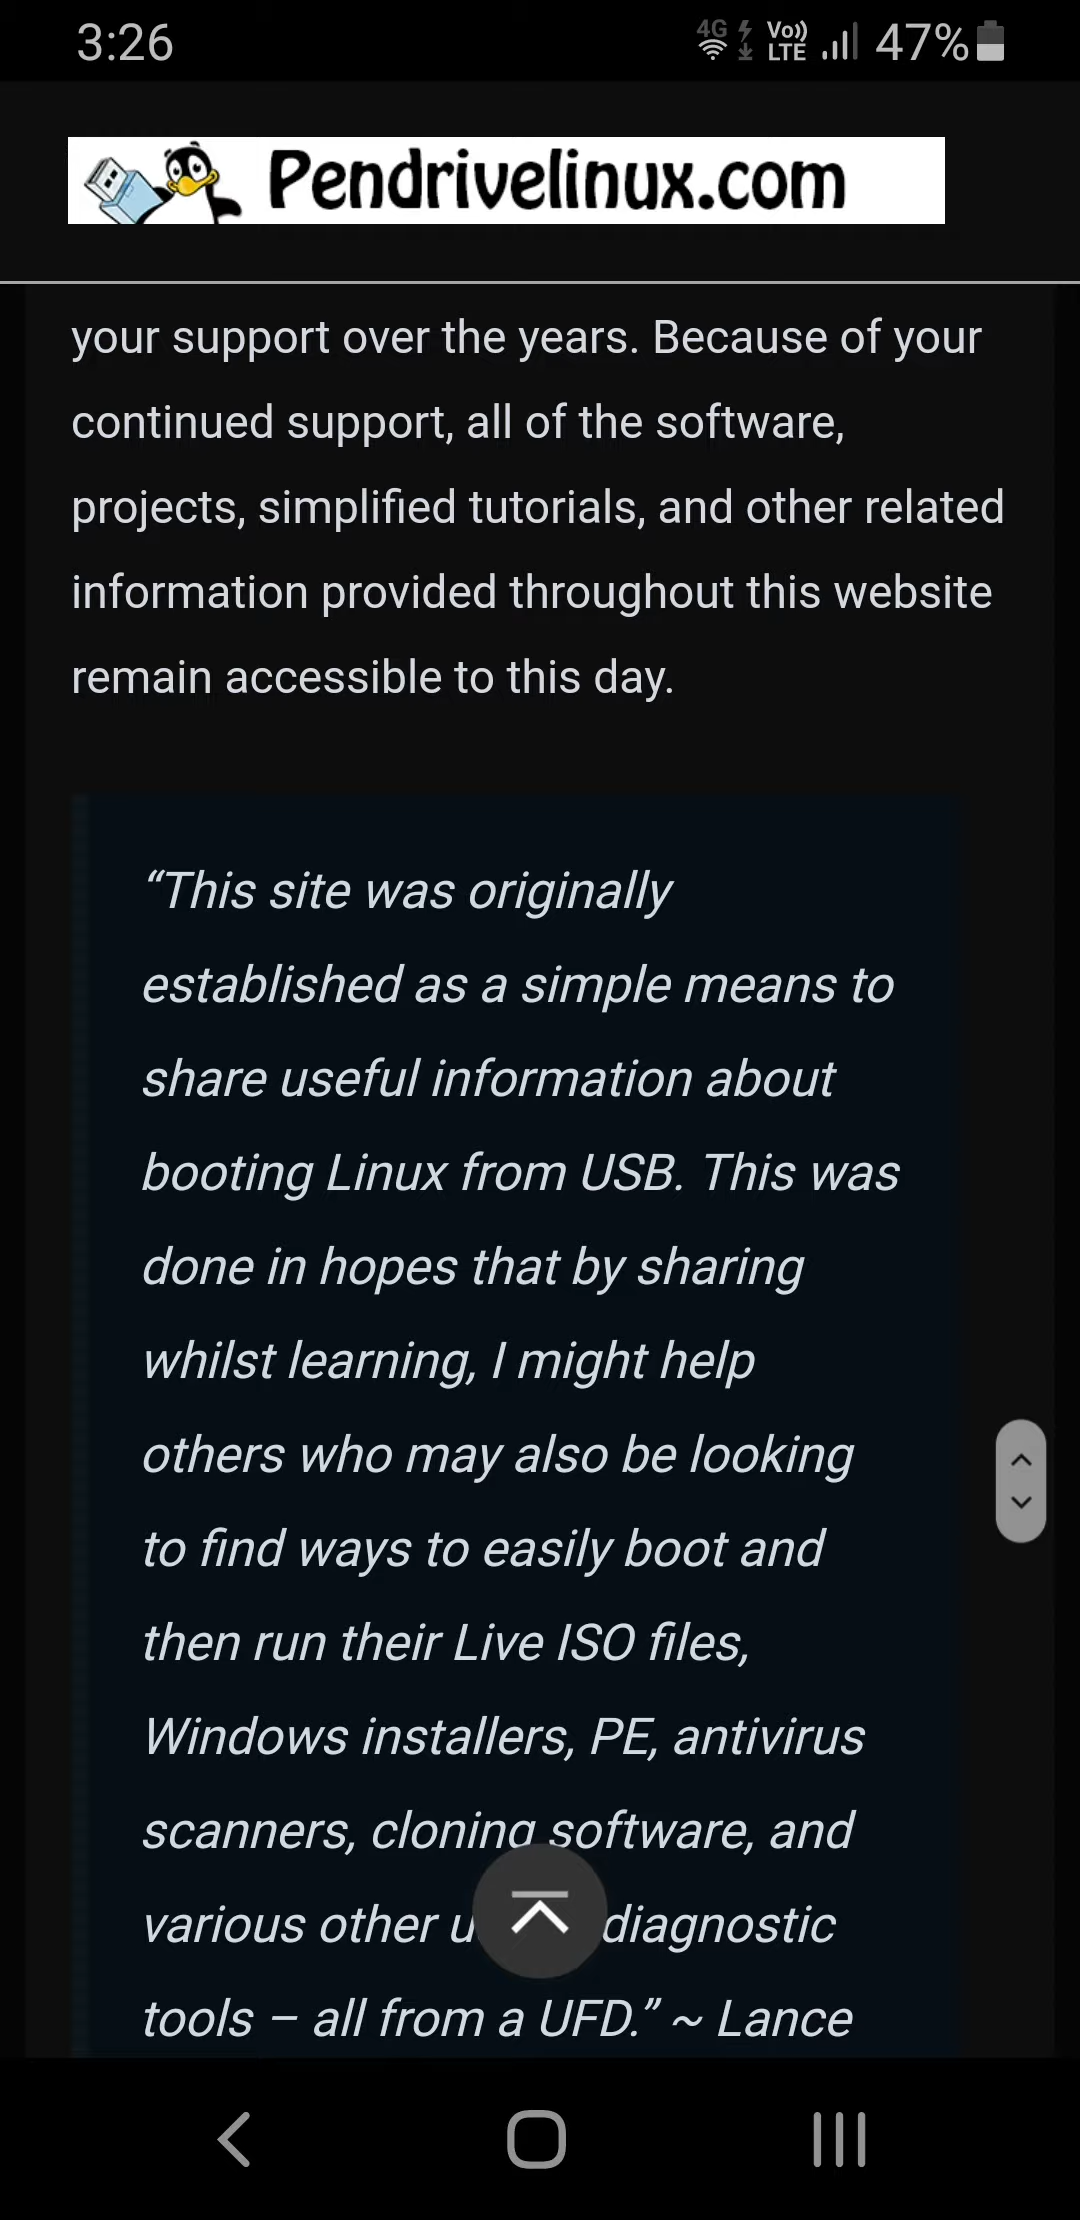 3:26
4G
Vo)) LTE
47%
Pendrivelinux.com
your support over the years. Because of your
continued support, all of the software,
projects, simplified tutorials, and other related
information provided throughout this website
remain accessible to this day.
“This site was originally
established as a simple means to
share useful information about
booting Linux from USB. This was
done in hopes that by sharing
whilst learning, I might help
others who may also be looking
to find ways to easily boot and
then run their Live ISO files,
Windows installers, PE, antivirus
scanners, cloning software, and
various other diagnostic
tools – all from a UFD.” ~ Lance